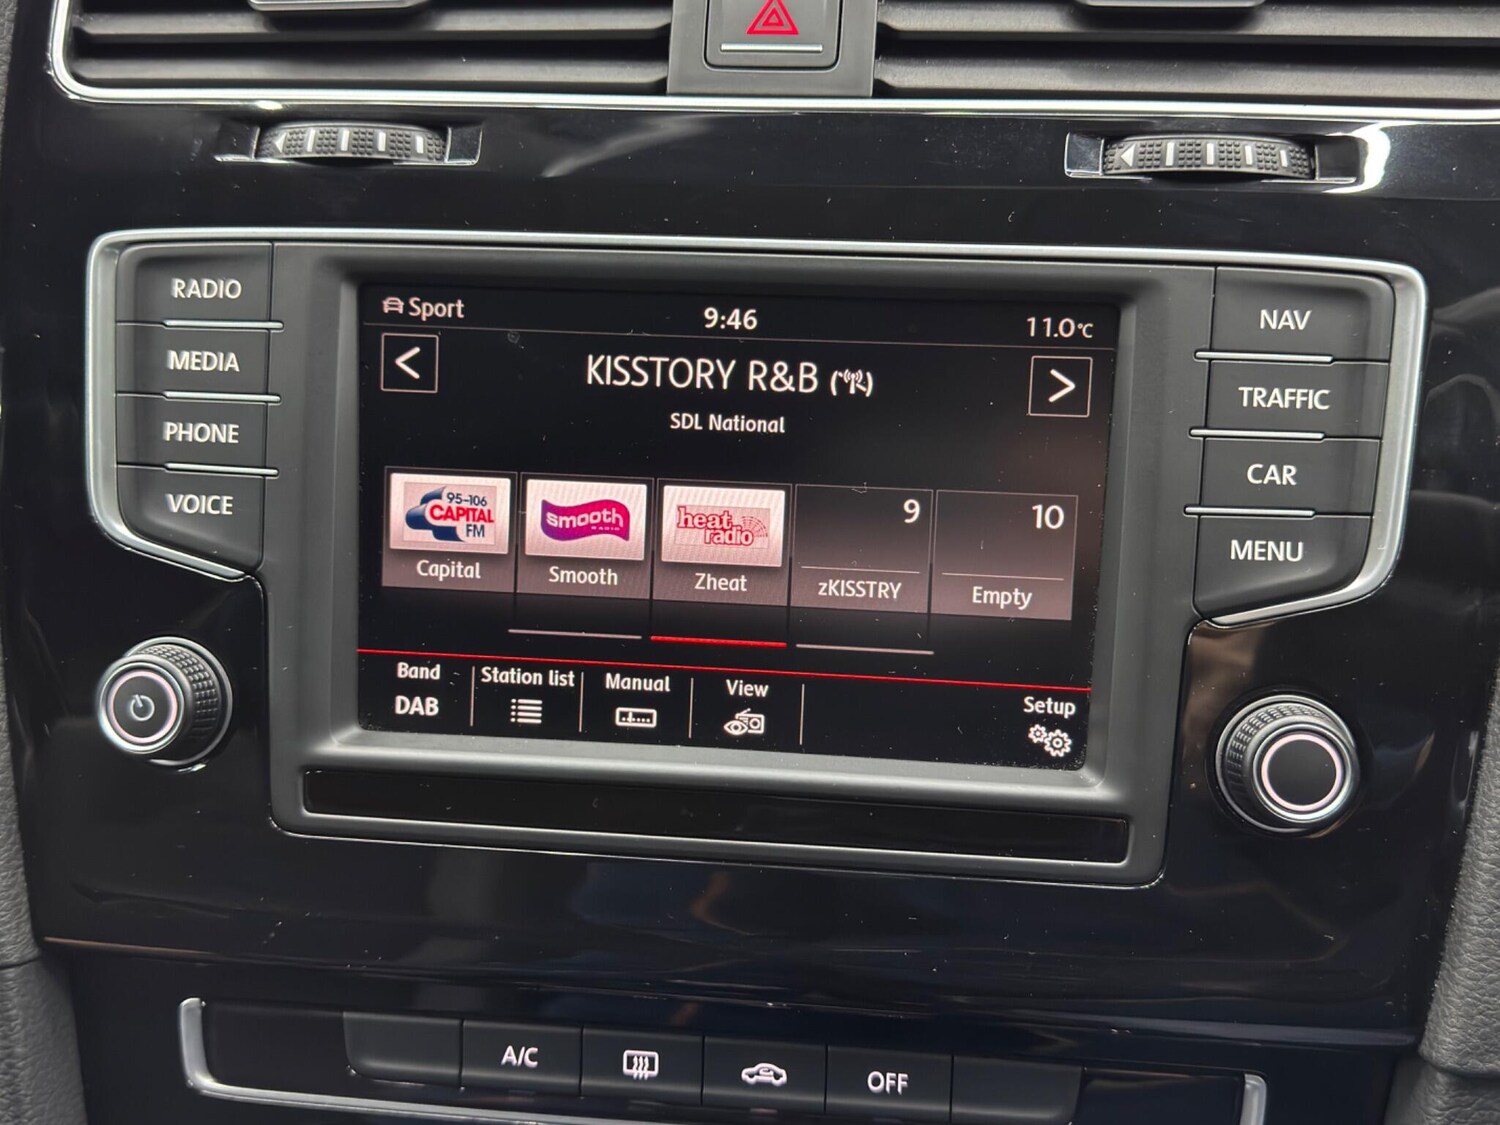 RADIO
MEDIA
PHONE
VOICE
Sport
9:46
11.0°C
<
KISSTORY R&B
>
SDL National
95-106
CAPITAL
FM
Capital
smooth
RADIO
Smooth
heat
radio
Zheat
9
zKISSTRY
10
Empty
Band
DAB
Station list
Manual
View
Setup
NAV
TRAFFIC
CAR
MENU
A/C
OFF